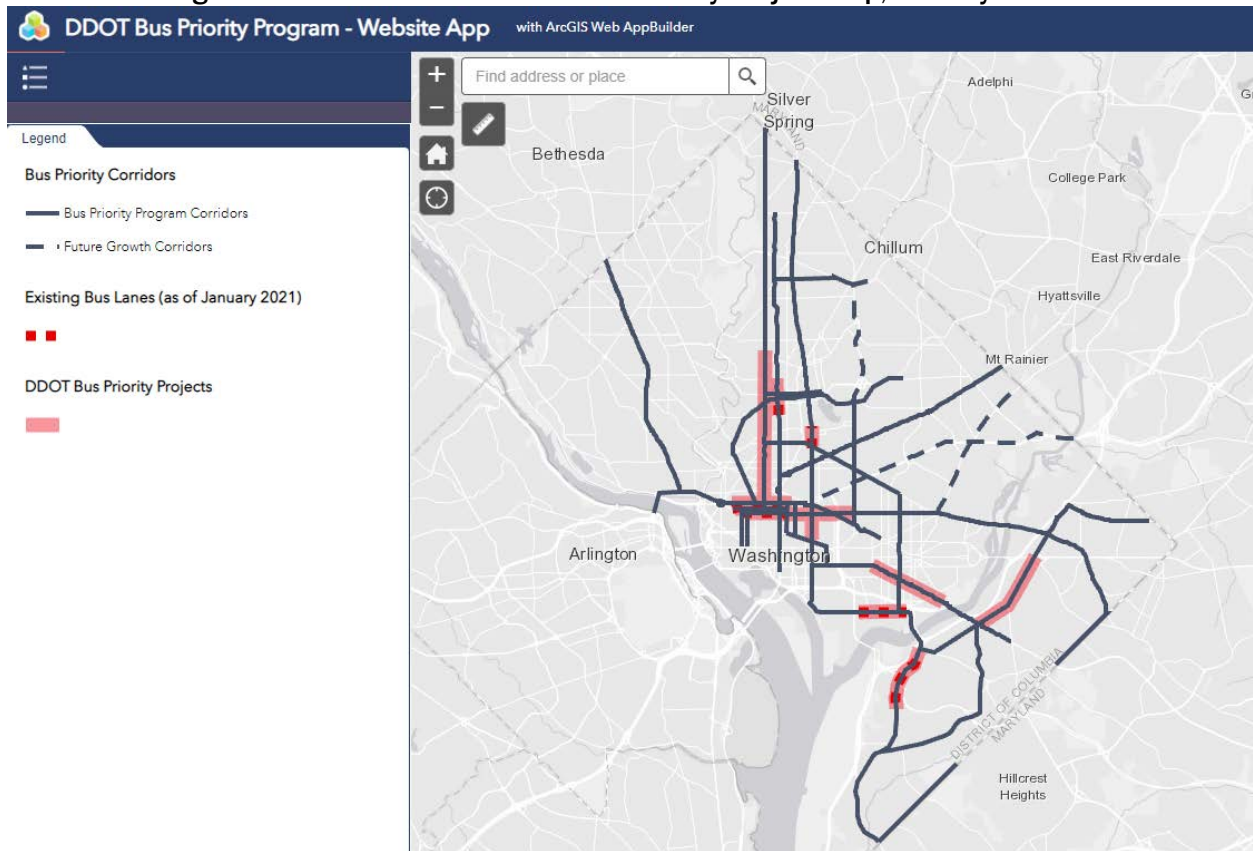 DDOT Bus Priority Program - Website App with ArcGIS Web AppBuilder
Find address or place
Legend
Bus Priority Corridors
Bus Priority Program Corridors
Future Growth Corridors
Existing Bus Lanes (as of January 2021)
DDOT Bus Priority Projects
Adelphi
Silver
Spring
MARYLAND
Bethesda
College Park
Chillum
East Riverdale
Hyattsville
Mt Rainier
Arlington
Washington
DISTRICT OF COLUMBIA
MARYLAND
Hillcrest
Heights